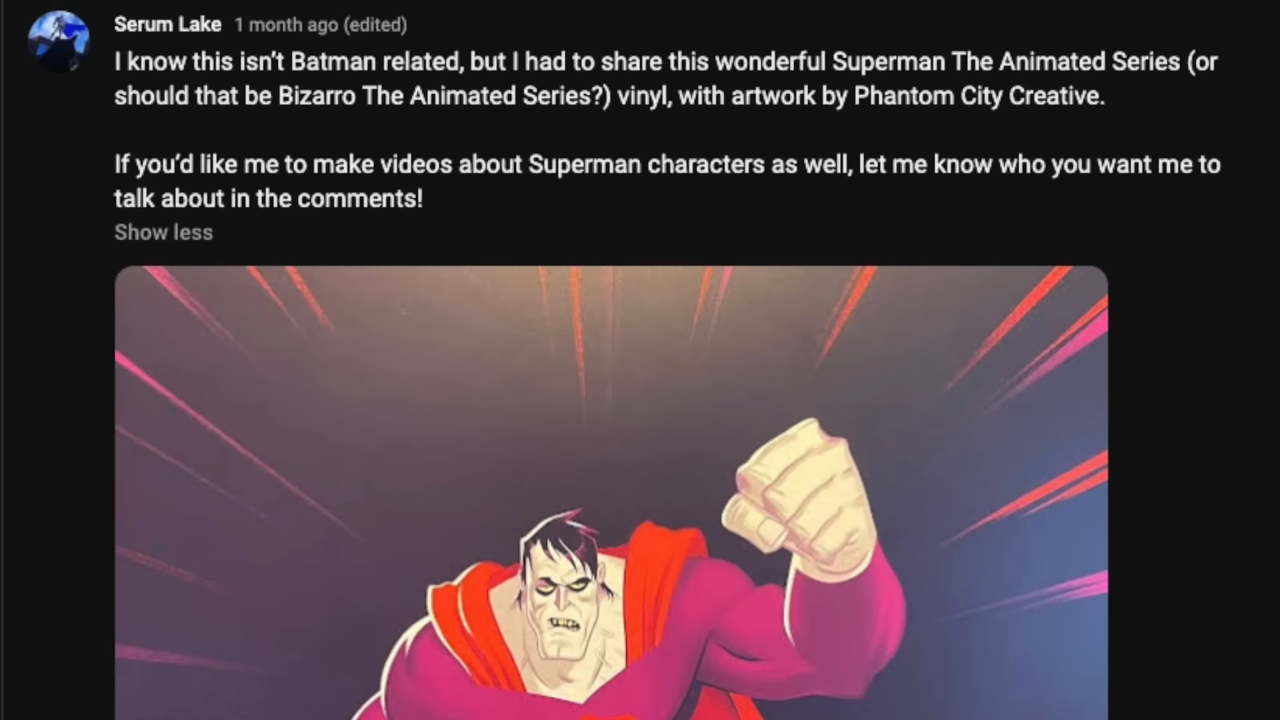 Serum Lake 1 month ago (edited)
I know this isn’t Batman related, but I had to share this wonderful Superman The Animated Series (or
should that be Bizarro The Animated Series?) vinyl, with artwork by Phantom City Creative.
If you’d like me to make videos about Superman characters as well, let me know who you want me to
talk about in the comments!
Show less